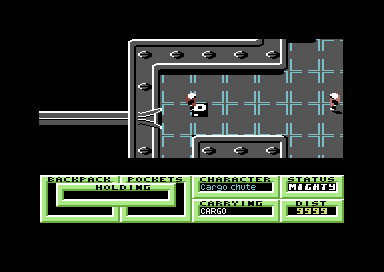 BACKPACK POCKETS CHARACTER STATUS
HOLDING Cargo chute MIGHTY
CARRYING DIST
CARGO 9999